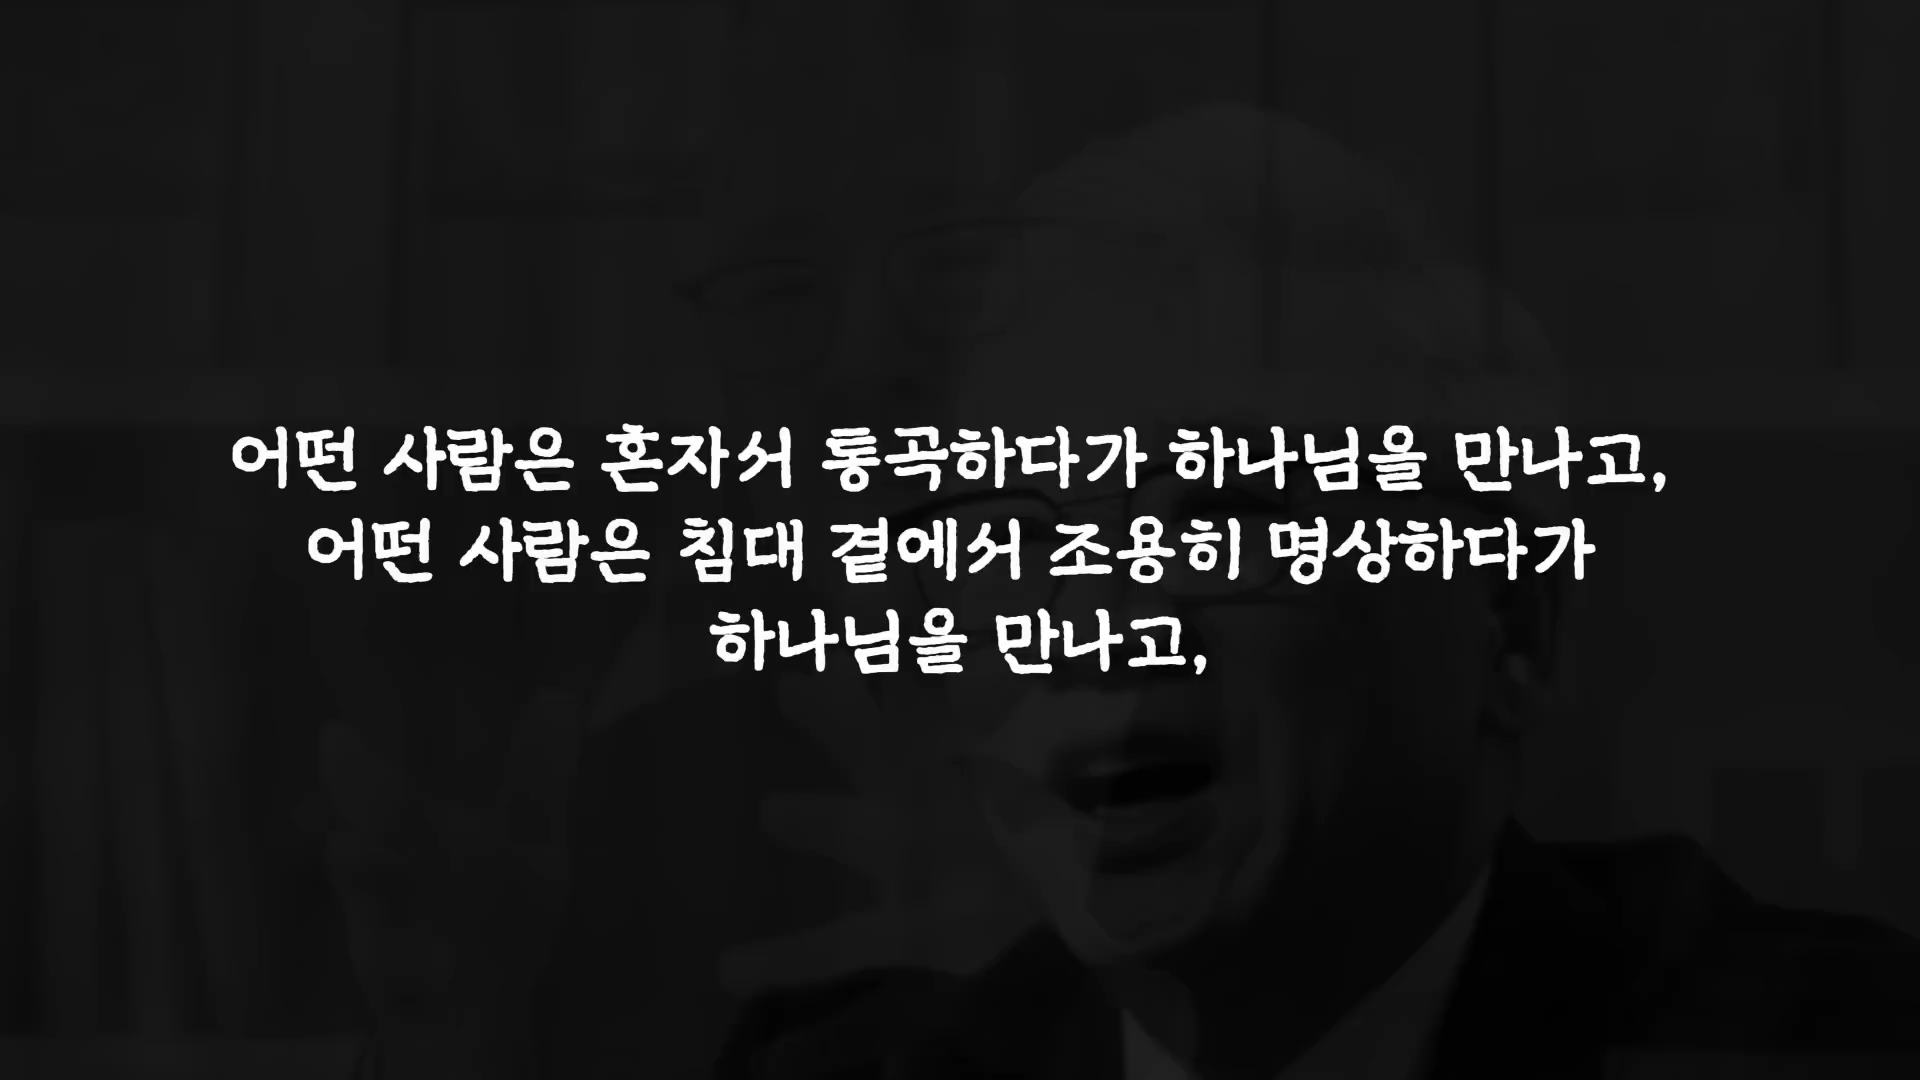 어떤 사람은 혼자서 통곡하다가 하나님을 만나고,
어떤 사람은 침대 곁에서 조용히 명상하다가
하나님을 만나고,